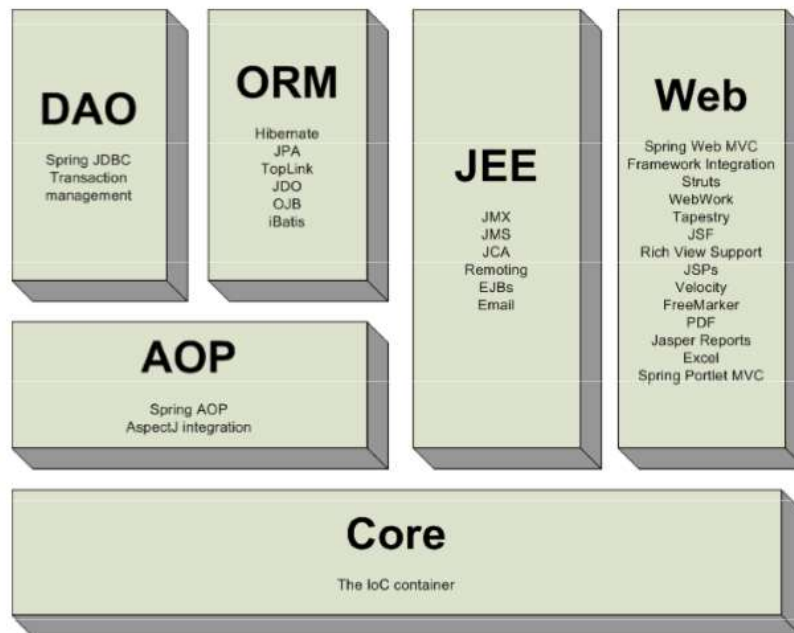 DAO
Spring JDBC
Transaction
management
ORM
Hibernate
JPA
TopLink
JDO
OJB
iBatis
JEE
JMX
JMS
JCA
Remoting
EJBs
Email
Web
Spring Web MVC
Framework Integration
Struts
WebWork
Tapestry
JSF
Rich View Support
JSPs
Velocity
FreeMarker
PDF
Jasper Reports
Excel
Spring Portlet MVC
AOP
Spring AOP
AspectJ integration
Core
The IoC container